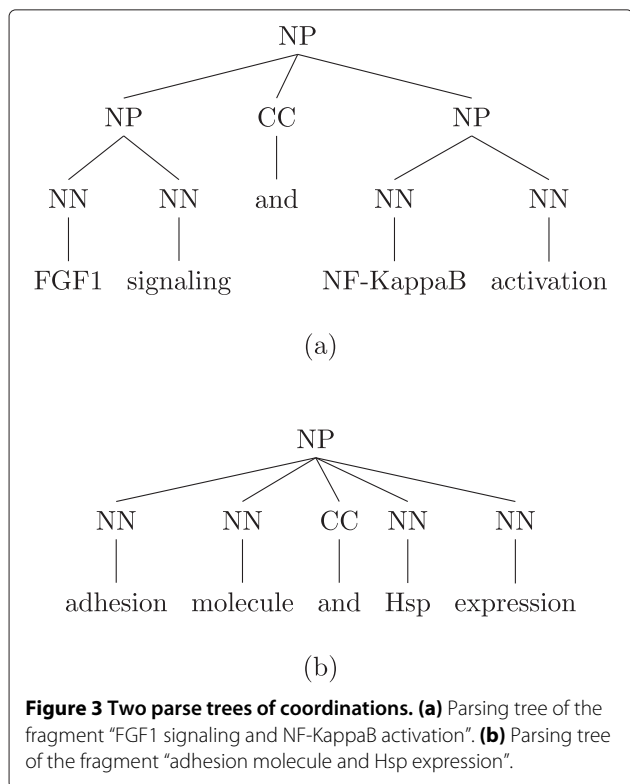 NP
NP CC NP
NN NN and NN NN
FGF1 signaling NF-KappaB activation
(a)
NP
NN NN CC NN NN
adhesion molecule and Hsp expression
(b)
Figure 3 Two parse trees of coordinations. (a) Parsing tree of the
fragment “FGF1 signaling and NF-KappaB activation”. (b) Parsing tree
of the fragment “adhesion molecule and Hsp expression”.